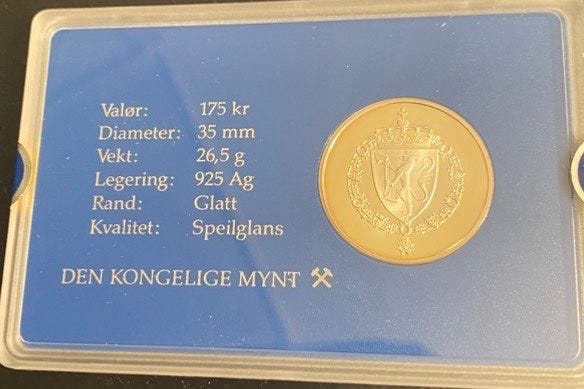 Valør: 175 kr
Diameter: 35 mm
Vekt: 26,5 g
Legering: 925 Ag
Rand: Glatt
Kvalitet: Speilglans
DEN KONGELIGE MYNT